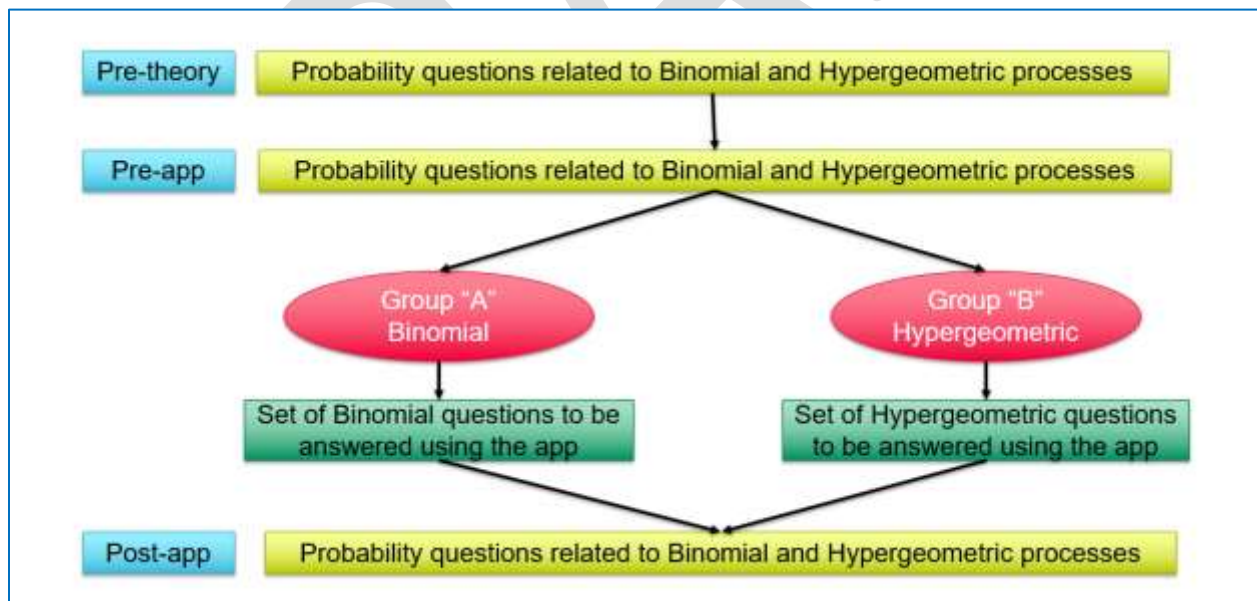 Pre-theory
Probability questions related to Binomial and Hypergeometric processes
Pre-app
Probability questions related to Binomial and Hypergeometric processes
Group "A"
Binomial
Group "B"
Hypergeometric
Set of Binomial questions to be
answered using the app
Set of Hypergeometric questions
to be answered using the app
Post-app
Probability questions related to Binomial and Hypergeometric processes